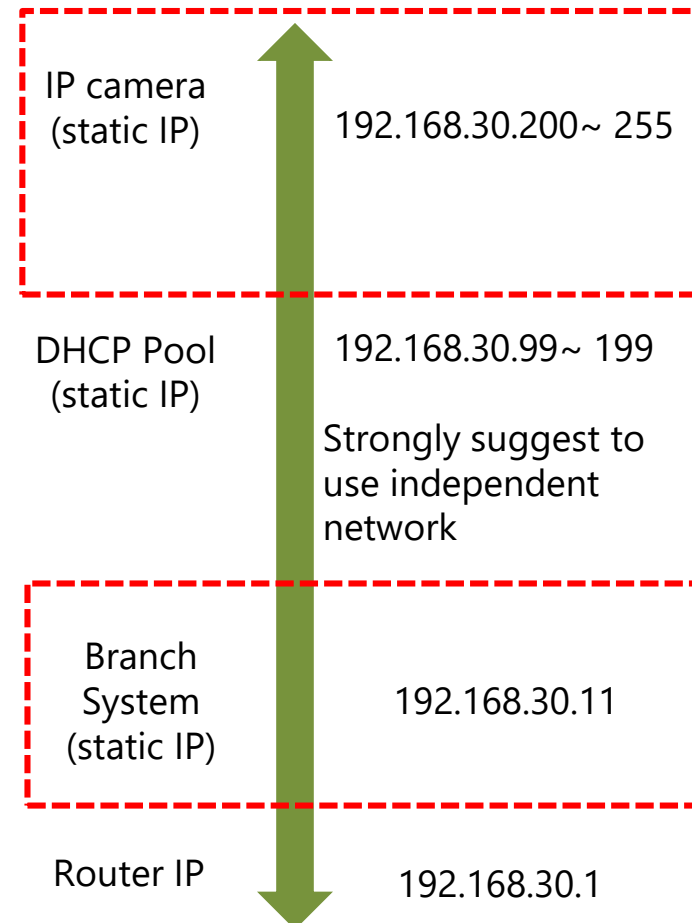 IP camera
(static IP)
192.168.30.200~ 255
DHCP Pool
(static IP)
192.168.30.99~ 199
Strongly suggest to
use independent
network
Branch
System
(static IP)
192.168.30.11
Router IP
192.168.30.1